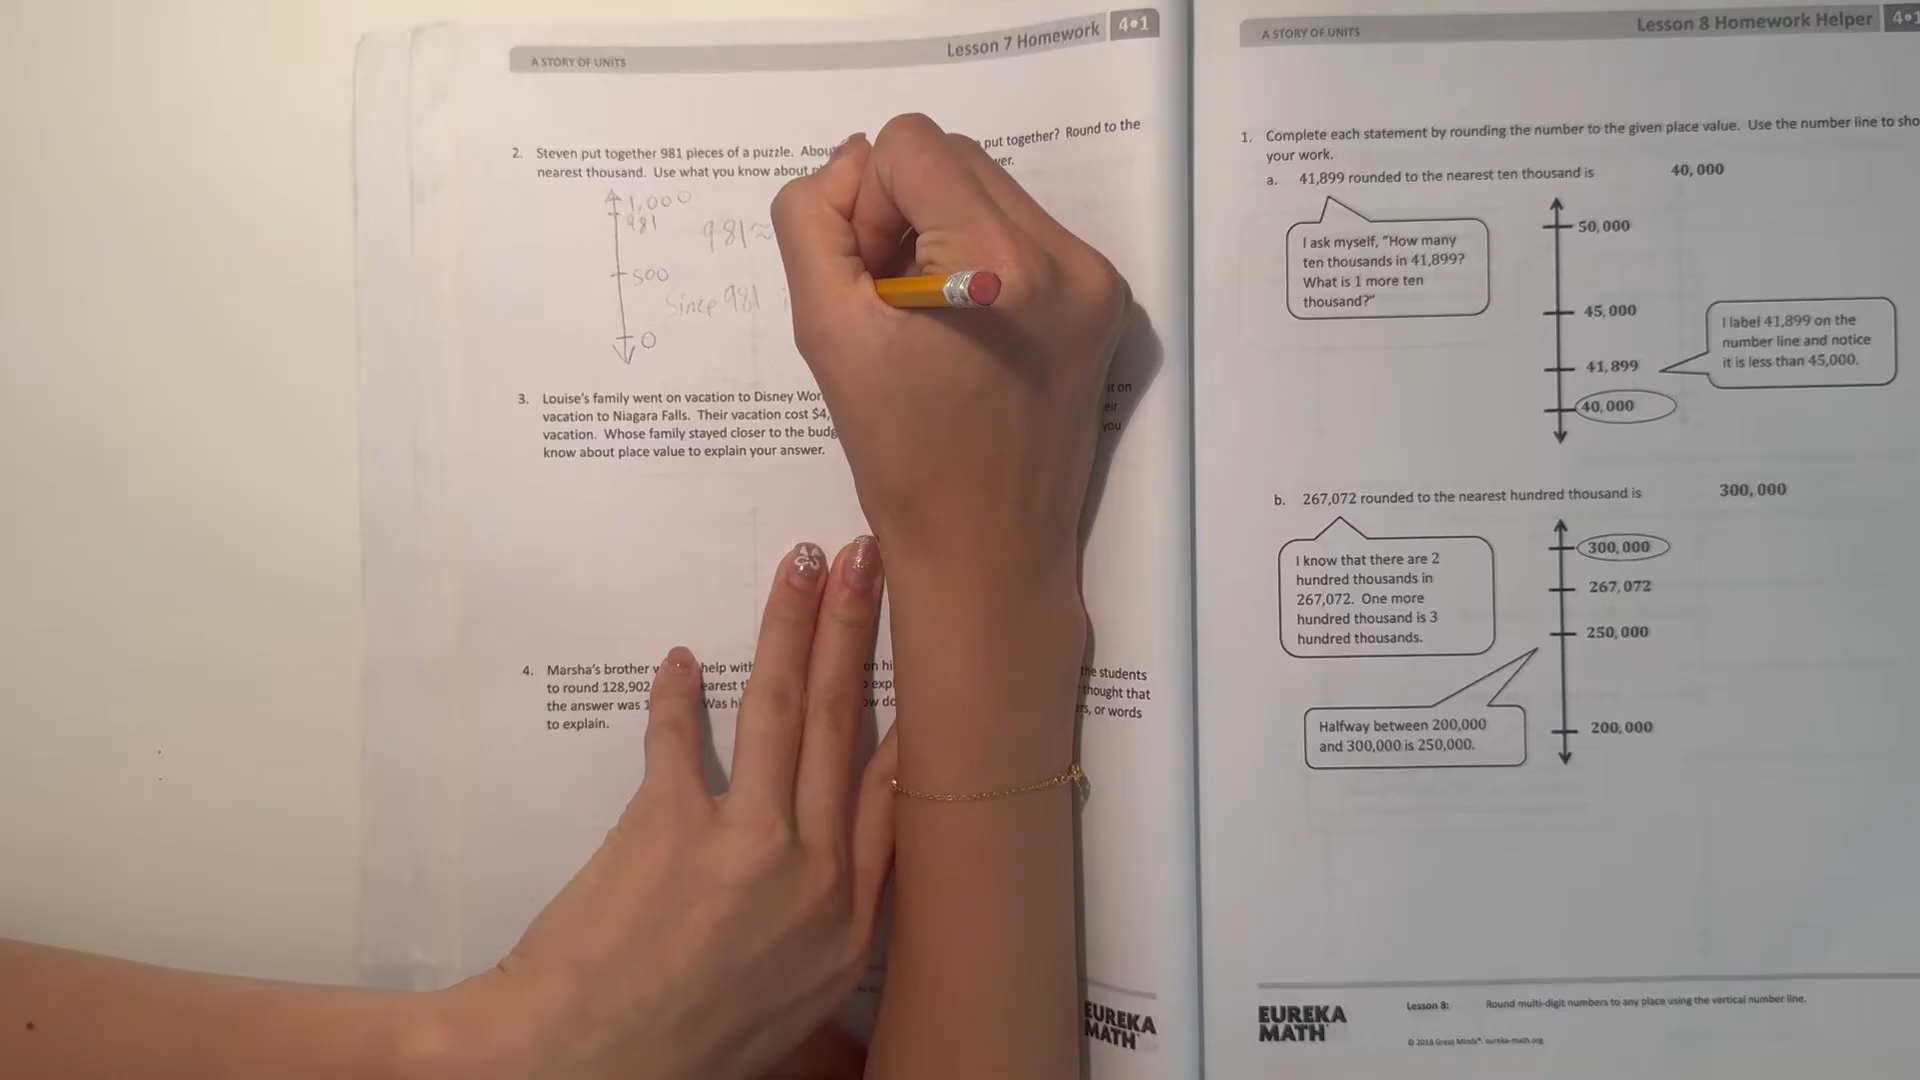 A STORY OF UNITS
Lesson 7 Homework 4•1
2. Steven put together 981 pieces of a puzzle. About put together? Round to the
nearest thousand. Use what you know about
1,000
981
981≈
500
Since 981
0
3. Louise's family went on vacation to Disney it on
vacation to Niagara Falls. Their vacation cost $4,
vacation. Whose family stayed closer to the you
know about place value to explain your answer.
4. Marsha's brother help the students
to round 128,902 thought that
the answer was 1 Was or words
to explain.
EUREKA
MATH
A STORY OF UNITS
Lesson 8 Homework Helper
1. Complete each statement by rounding the number to the given place value. Use the number line to
your work.
a. 41,899 rounded to the nearest ten thousand is 40,000
I ask myself, "How many
ten thousands in 41,899?
What is 1 more ten
thousand?"
50,000
45,000
41,899
40,000
I label 41,899 on the
number line and notice
it is less than 45,000.
b. 267,072 rounded to the nearest hundred thousand is 300,000
I know that there are 2
hundred thousands in
267,072. One more
hundred thousand is 3
hundred thousands.
300,000
267,072
250,000
200,000
Halfway between 200,000
and 300,000 is 250,000.
EUREKA
MATH
Lesson 8: Round multi-digit numbers to any place using the vertical number line.
© 2018 Great Minds®. eureka-math.org